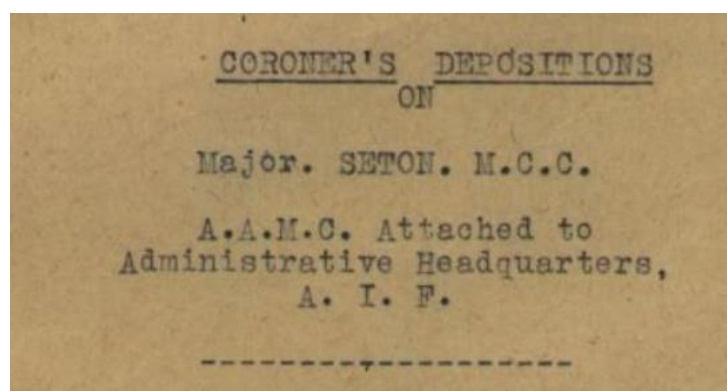 CORONER'S DEPOSITIONS
ON
Major. SETON. M.C.C.
A.A.M.C. Attached to
Administrative Headquarters,
A. I. F.
-------------------